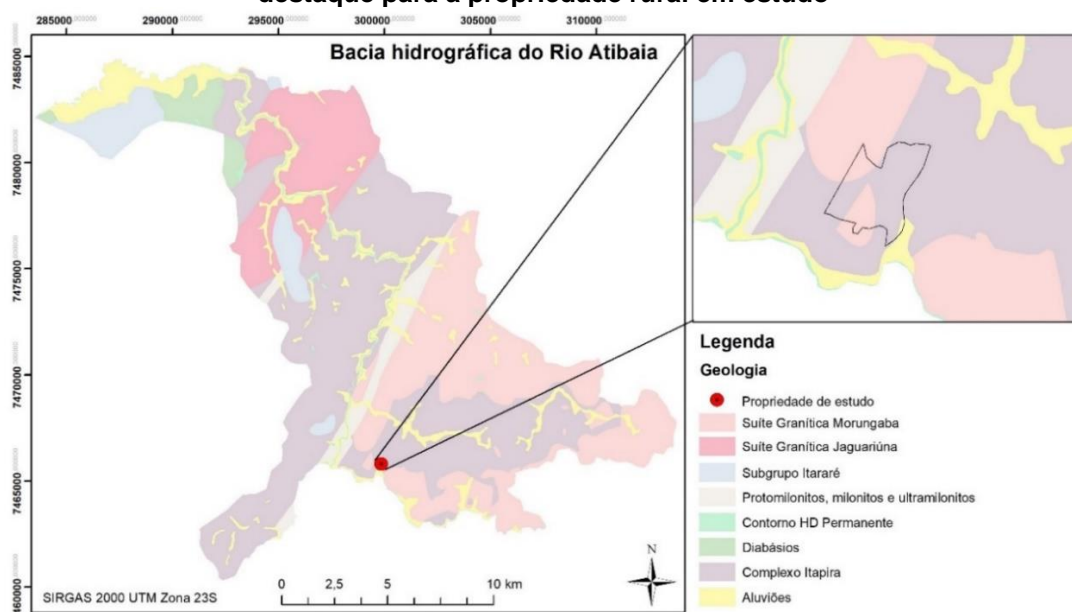 destaque para a propriedade rural em estudo
285000 290000 295000 300000 305000 310000
Bacia hidrográfica do Rio Atibaia
7485000
7480000
7475000
7470000
7465000
7460000
Legenda
Geologia
Propriedade de estudo
Suíte Granítica Morungaba
Suíte Granítica Jaguariúna
Subgrupo Itararé
Protomilonitos, milonitos e ultramilonitos
Contorno HD Permanente
Diabásios
Complexo Itapira
Aluviões
N
0 2,5 5 10 km
SIRGAS 2000 UTM Zona 23S